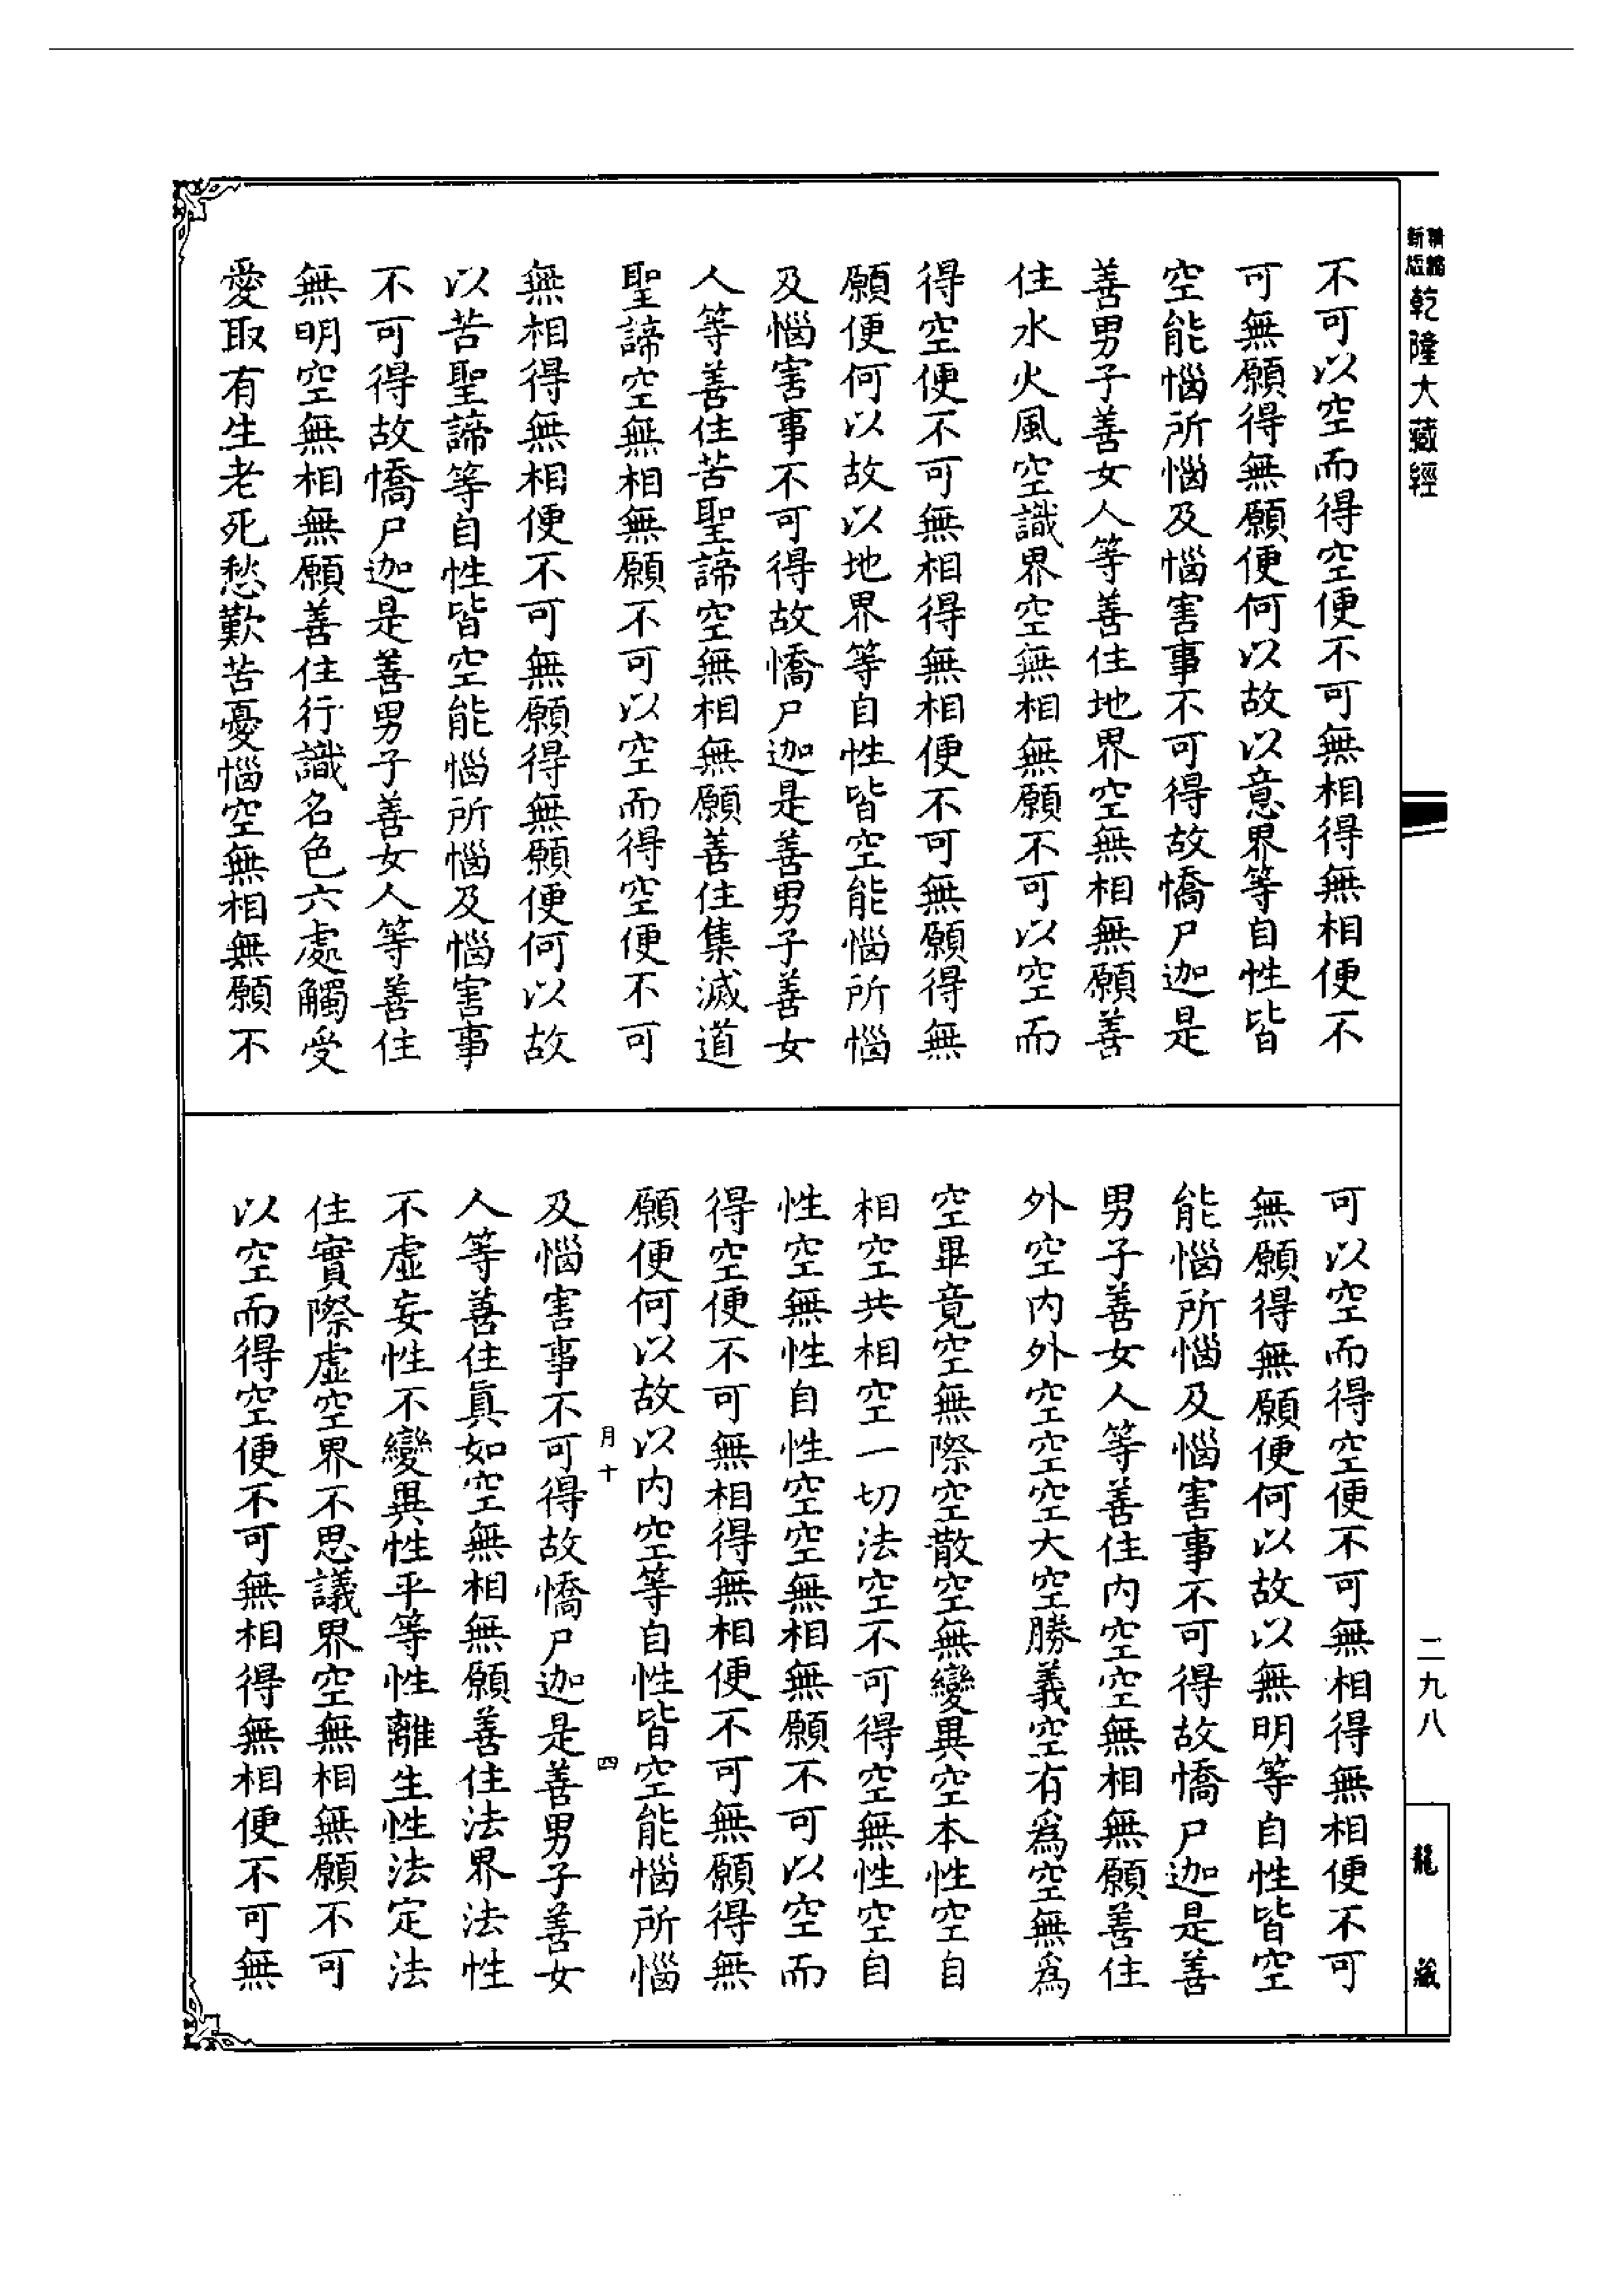 新編縮版乾隆大藏經
不可以空而得空便不可無相得無相便不
可無願得無願便何以故以意界等自性皆
空能惱所惱及惱害事不可得故憍尸迦是
善男子善女人等善住地界空無相無願善
住水火風空識界空無相無願不可以空而
得空便不可無相得無相便不可無願得無
願便何以故以地界等自性皆空能惱所惱
及惱害事不可得故憍尸迦是善男子善女
人等善住苦聖諦空無相無願善住集滅道
聖諦空無相無願不可以空而得空便不可
無相得無相便不可無願得無願便何以故
以苦聖諦等自性皆空能惱所惱及惱害事
不可得故憍尸迦是善男子善女人等善住
無明空無相無願善住行識名色六處觸受
愛取有生老死愁歎苦憂惱空無相無願不
可以空而得空便不可無相得無相便不可
無願得無願便何以故以無明等自性皆空
能惱所惱及惱害事不可得故憍尸迦是善
男子善女人等善住內空空無相無願善住
外空內外空空空大空勝義空有為空無為
空畢竟空無際空散空無變異空本性空自
相空共相空一切法空不可得空無性空自
性空無性自性空空無相無願不可以空而
得空便不可無相得無相便不可無願得無
願便何以故以內空等自性皆空能惱所惱
月十 四
及惱害事不可得故憍尸迦是善男子善女
人等善住真如空無相無願善住法界法性
不虛妄性不變異性平等性離生性法定法
住實際虛空界不思議界空無相無願不可
以空而得空便不可無相得無相便不可無
二九八
龍藏